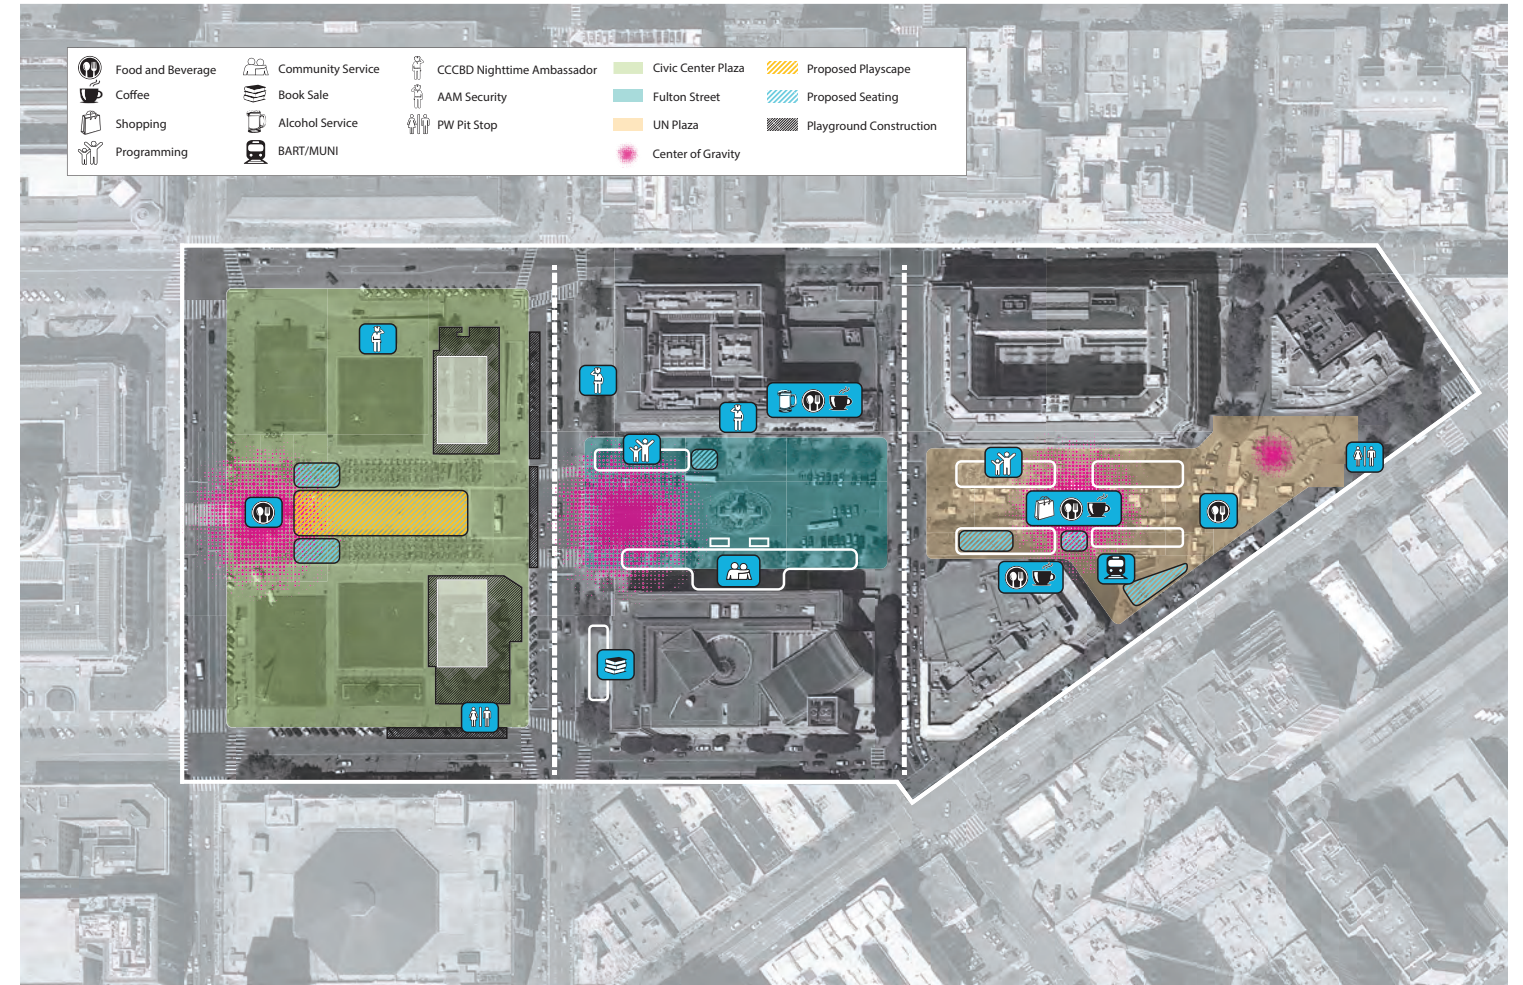 Food and Beverage
Coffee
Shopping
Programming
Community Service
Book Sale
Alcohol Service
BART/MUNI
CCCBD Nighttime Ambassador
AAM Security
PW Pit Stop
Civic Center Plaza
Fulton Street
UN Plaza
Center of Gravity
Proposed Playscape
Proposed Seating
Playground Construction